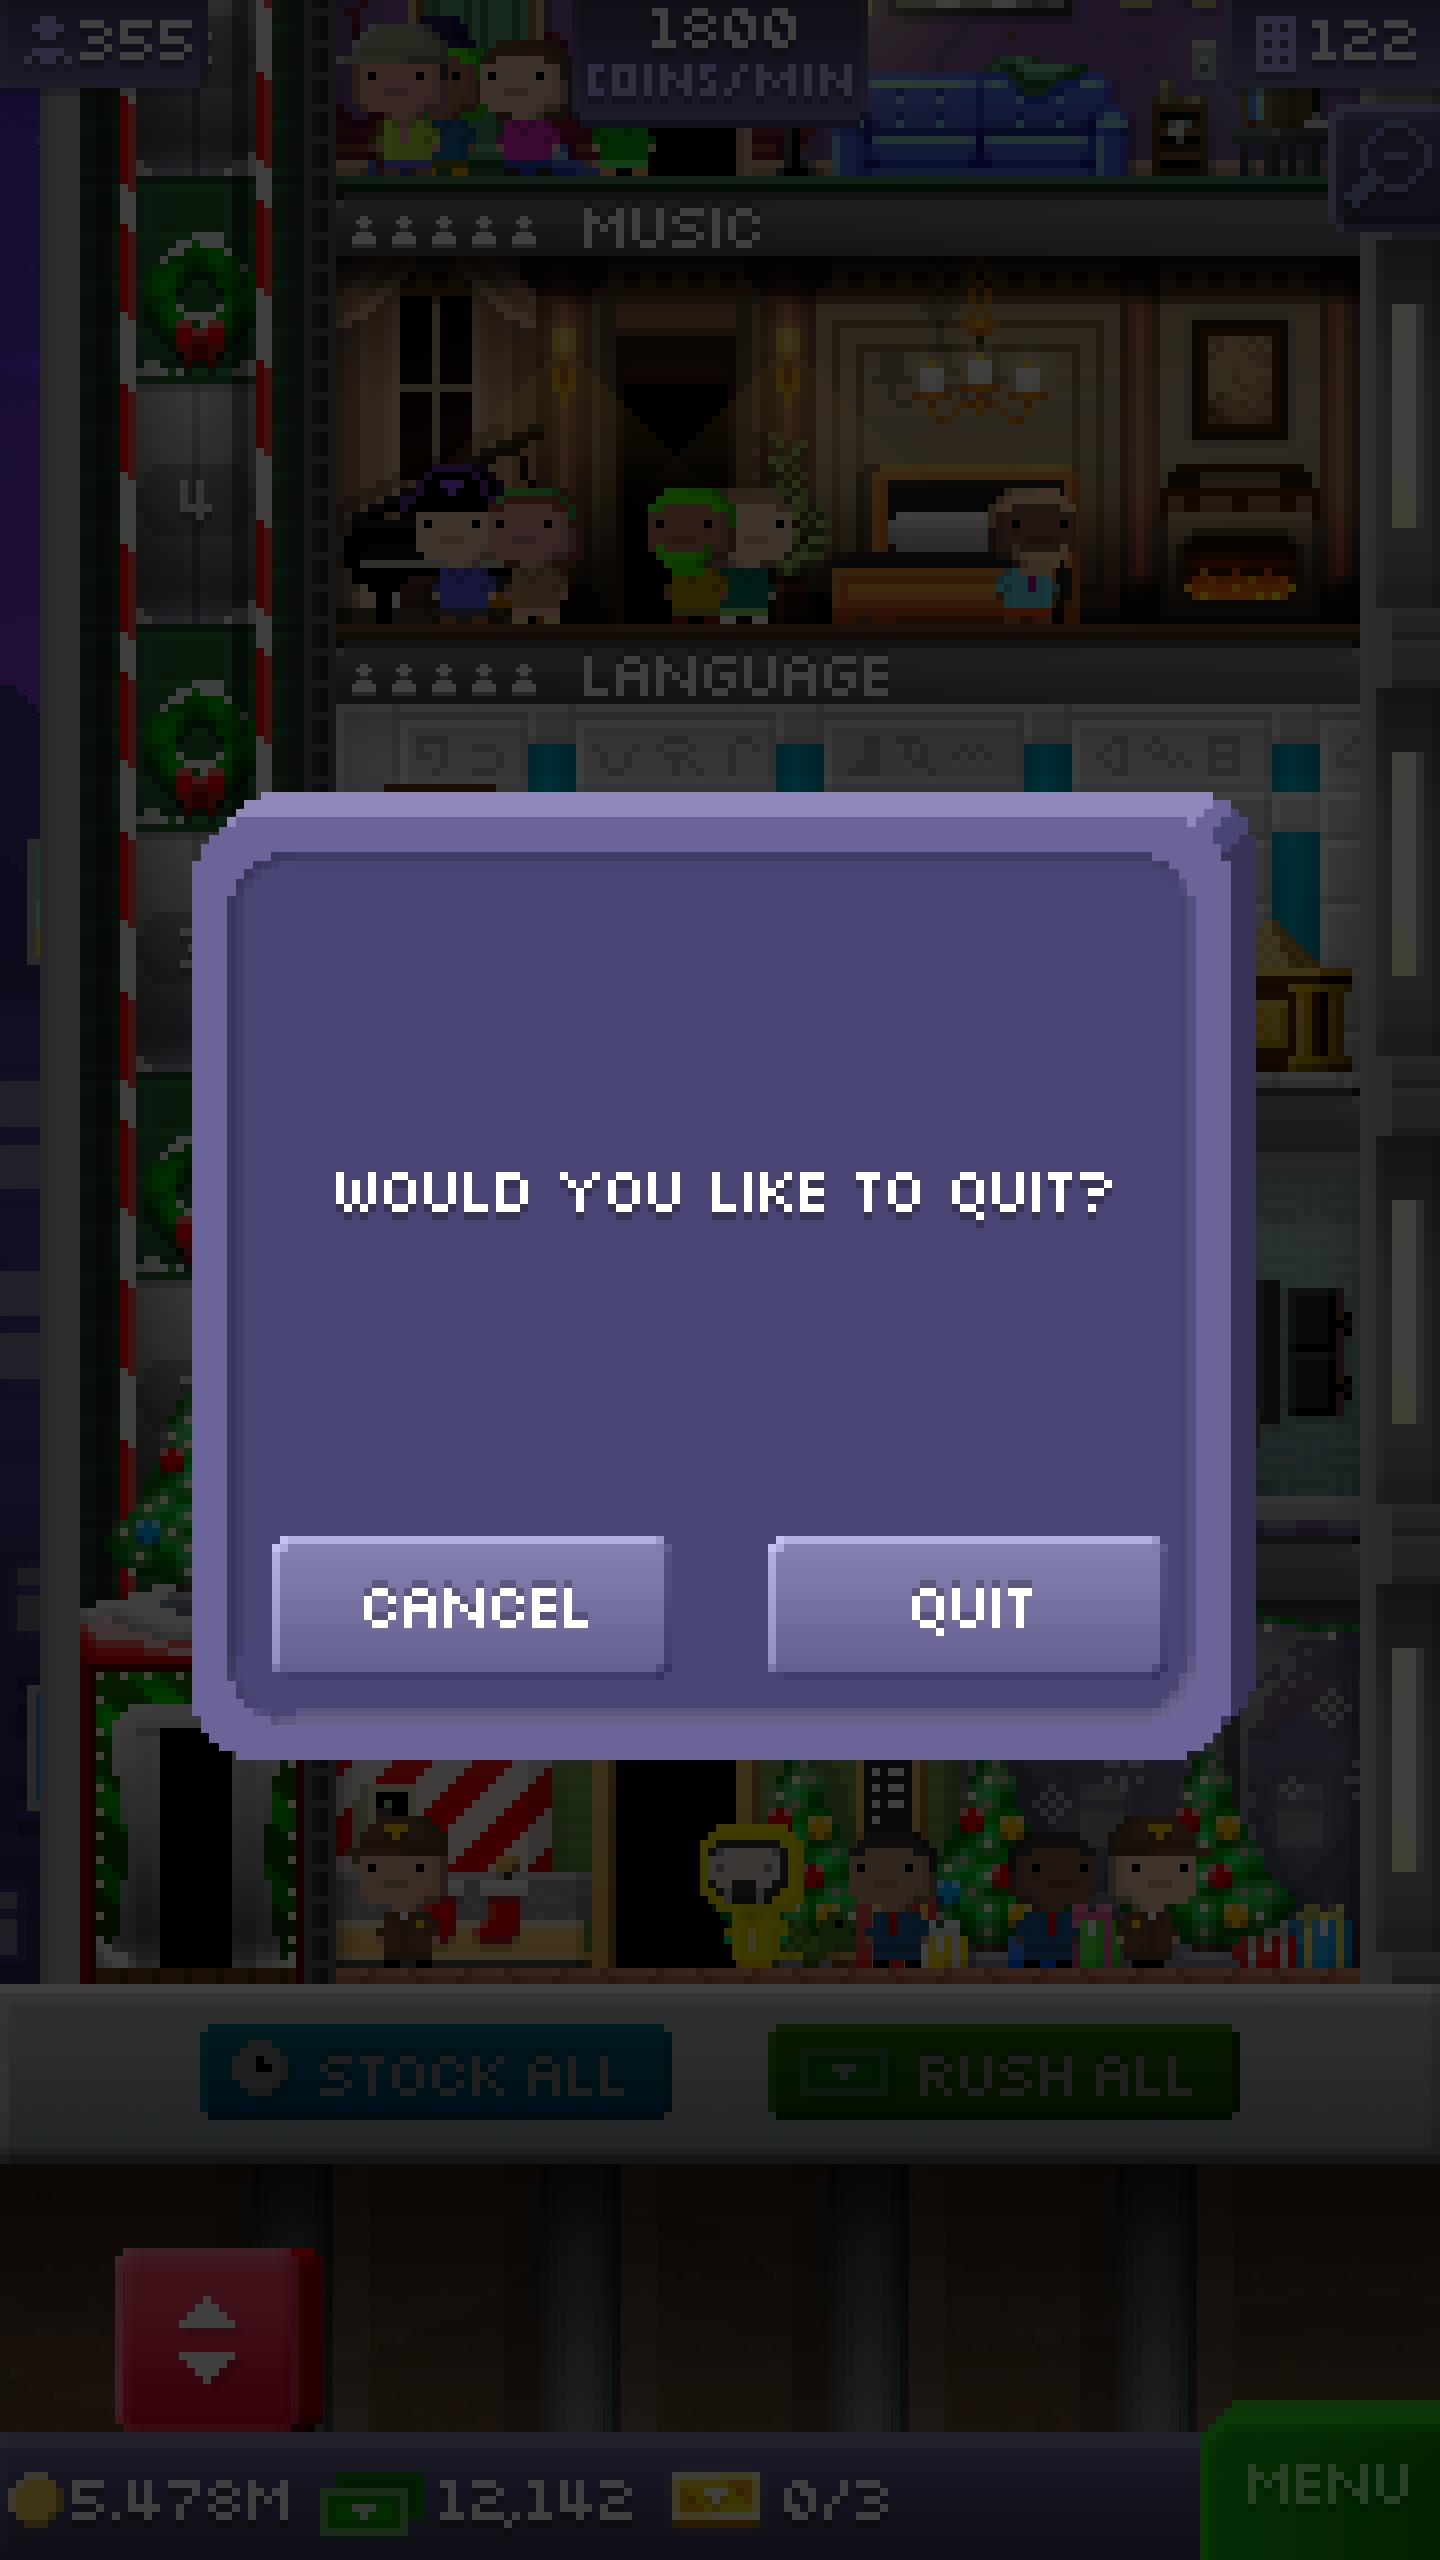 355
1800
COINS/MIN
122
MUSIC
4
LANGUAGE
WOULD YOU LIKE TO QUIT?
CANCEL
QUIT
STOCK ALL
RUSH ALL
5.478M
12,142
0/3
MENU